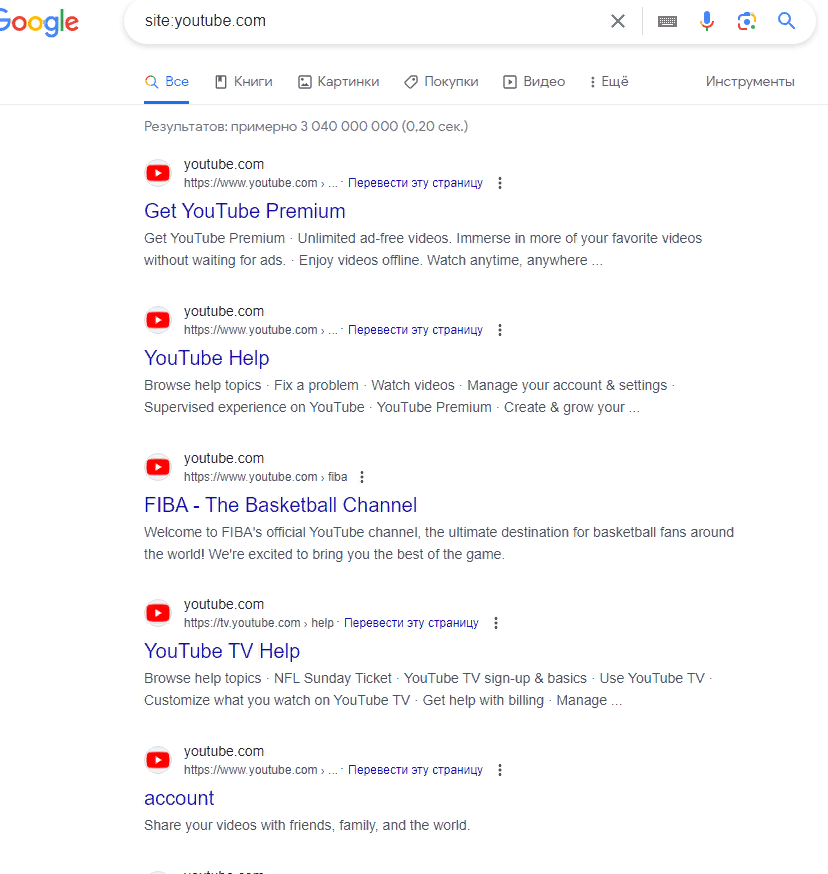 Google
site:youtube.com
Все Книги Картинки Покупки Видео Ещё Инструменты
Результатов: примерно 3 040 000 000 (0,20 сек.)
youtube.com
https://www.youtube.com › ... · Перевести эту страницу
Get YouTube Premium
Get YouTube Premium · Unlimited ad-free videos. Immerse in more of your favorite videos
without waiting for ads. · Enjoy videos offline. Watch anytime, anywhere ...
youtube.com
https://www.youtube.com › ... · Перевести эту страницу
YouTube Help
Browse help topics · Fix a problem · Watch videos · Manage your account & settings ·
Supervised experience on YouTube · YouTube Premium · Create & grow your ...
youtube.com
https://www.youtube.com › fiba
FIBA - The Basketball Channel
Welcome to FIBA's official YouTube channel, the ultimate destination for basketball fans around
the world! We're excited to bring you the best of the game.
youtube.com
https://tv.youtube.com › help · Перевести эту страницу
YouTube TV Help
Browse help topics · NFL Sunday Ticket · YouTube TV sign-up & basics · Use YouTube TV ·
Customize what you watch on YouTube TV · Get help with billing · Manage ...
youtube.com
https://www.youtube.com › ... · Перевести эту страницу
account
Share your videos with friends, family, and the world.